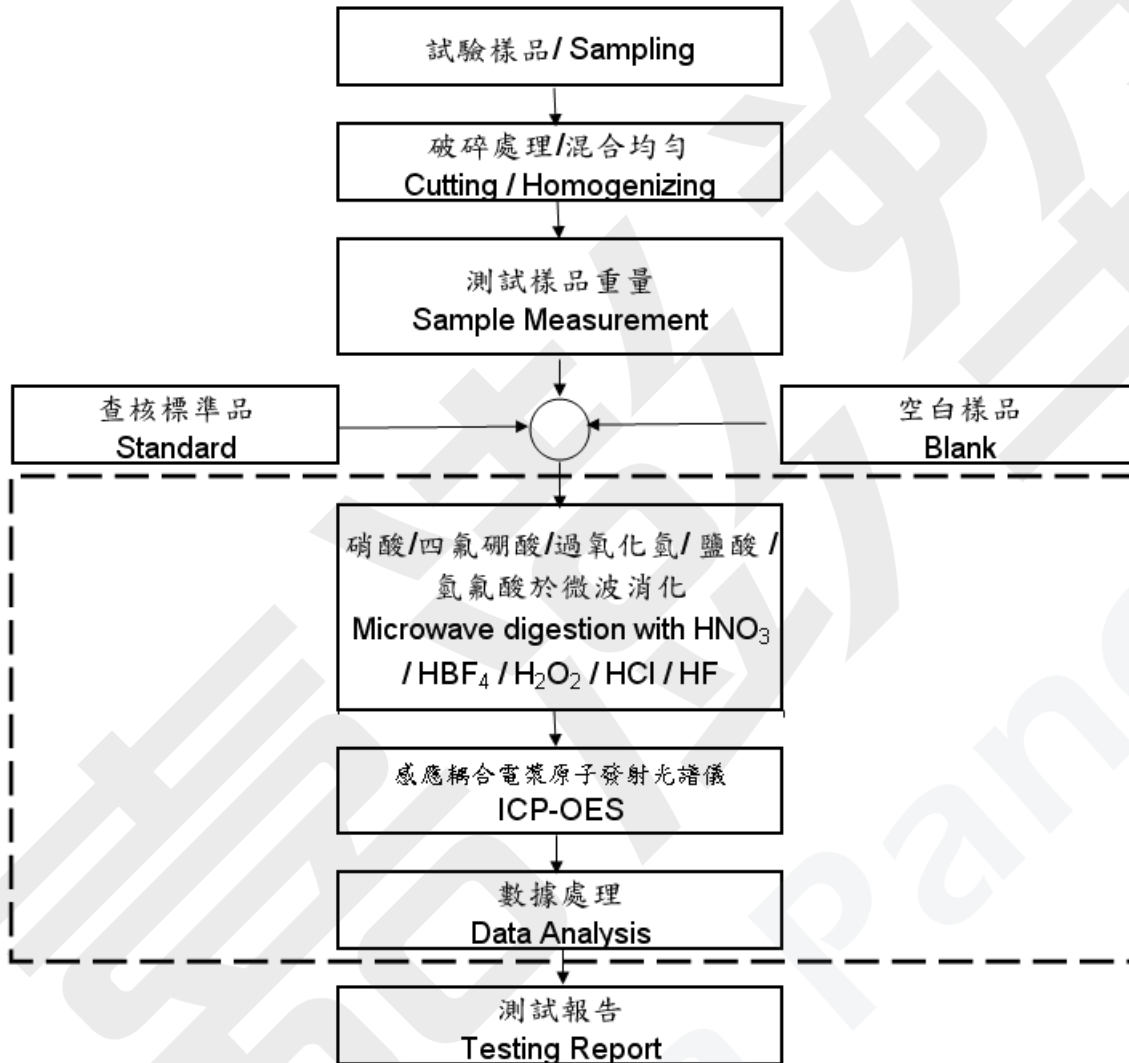 試驗樣品/ Sampling
破碎處理/混合均勻
Cutting / Homogenizing
測試樣品重量
Sample Measurement
查核標準品
Standard
空白樣品
Blank
硝酸/四氟硼酸/過氧化氫/ 鹽酸 /
氫氟酸於微波消化
Microwave digestion with HNO₃
/ HBF₄ / H₂O₂ / HCl / HF
感應耦合電漿原子發射光譜儀
ICP-OES
數據處理
Data Analysis
測試報告
Testing Report